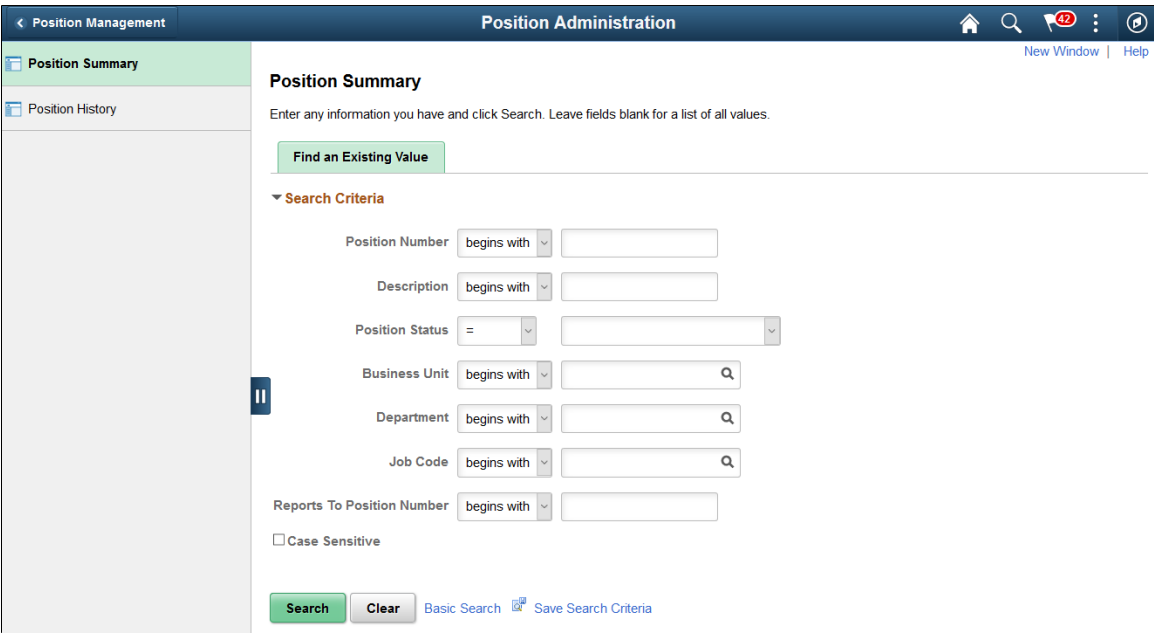 Position Management
Position Administration
42
New Window | Help
Position Summary
Position History
Position Summary
Enter any information you have and click Search. Leave fields blank for a list of all values.
Find an Existing Value
Search Criteria
Position Number begins with
Description begins with
Position Status =
Business Unit begins with
Department begins with
Job Code begins with
Reports To Position Number begins with
Case Sensitive
Search Clear Basic Search Save Search Criteria